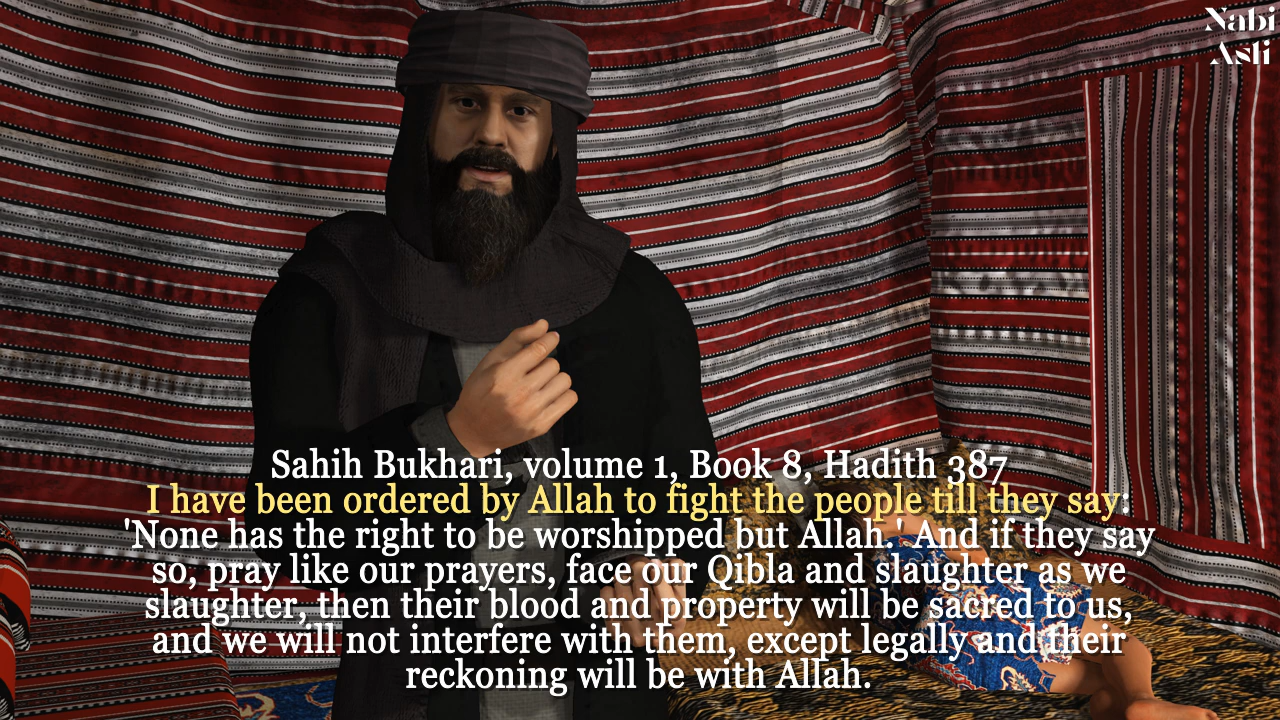 Nabi
Asli
Sahih Bukhari, volume 1, Book 8, Hadith 387
I have been ordered by Allah to fight the people till they say:
'None has the right to be worshipped but Allah.' And if they say
so, pray like our prayers, face our Qibla and slaughter as we
slaughter, then their blood and property will be sacred to us,
and we will not interfere with them, except legally and their
reckoning will be with Allah.